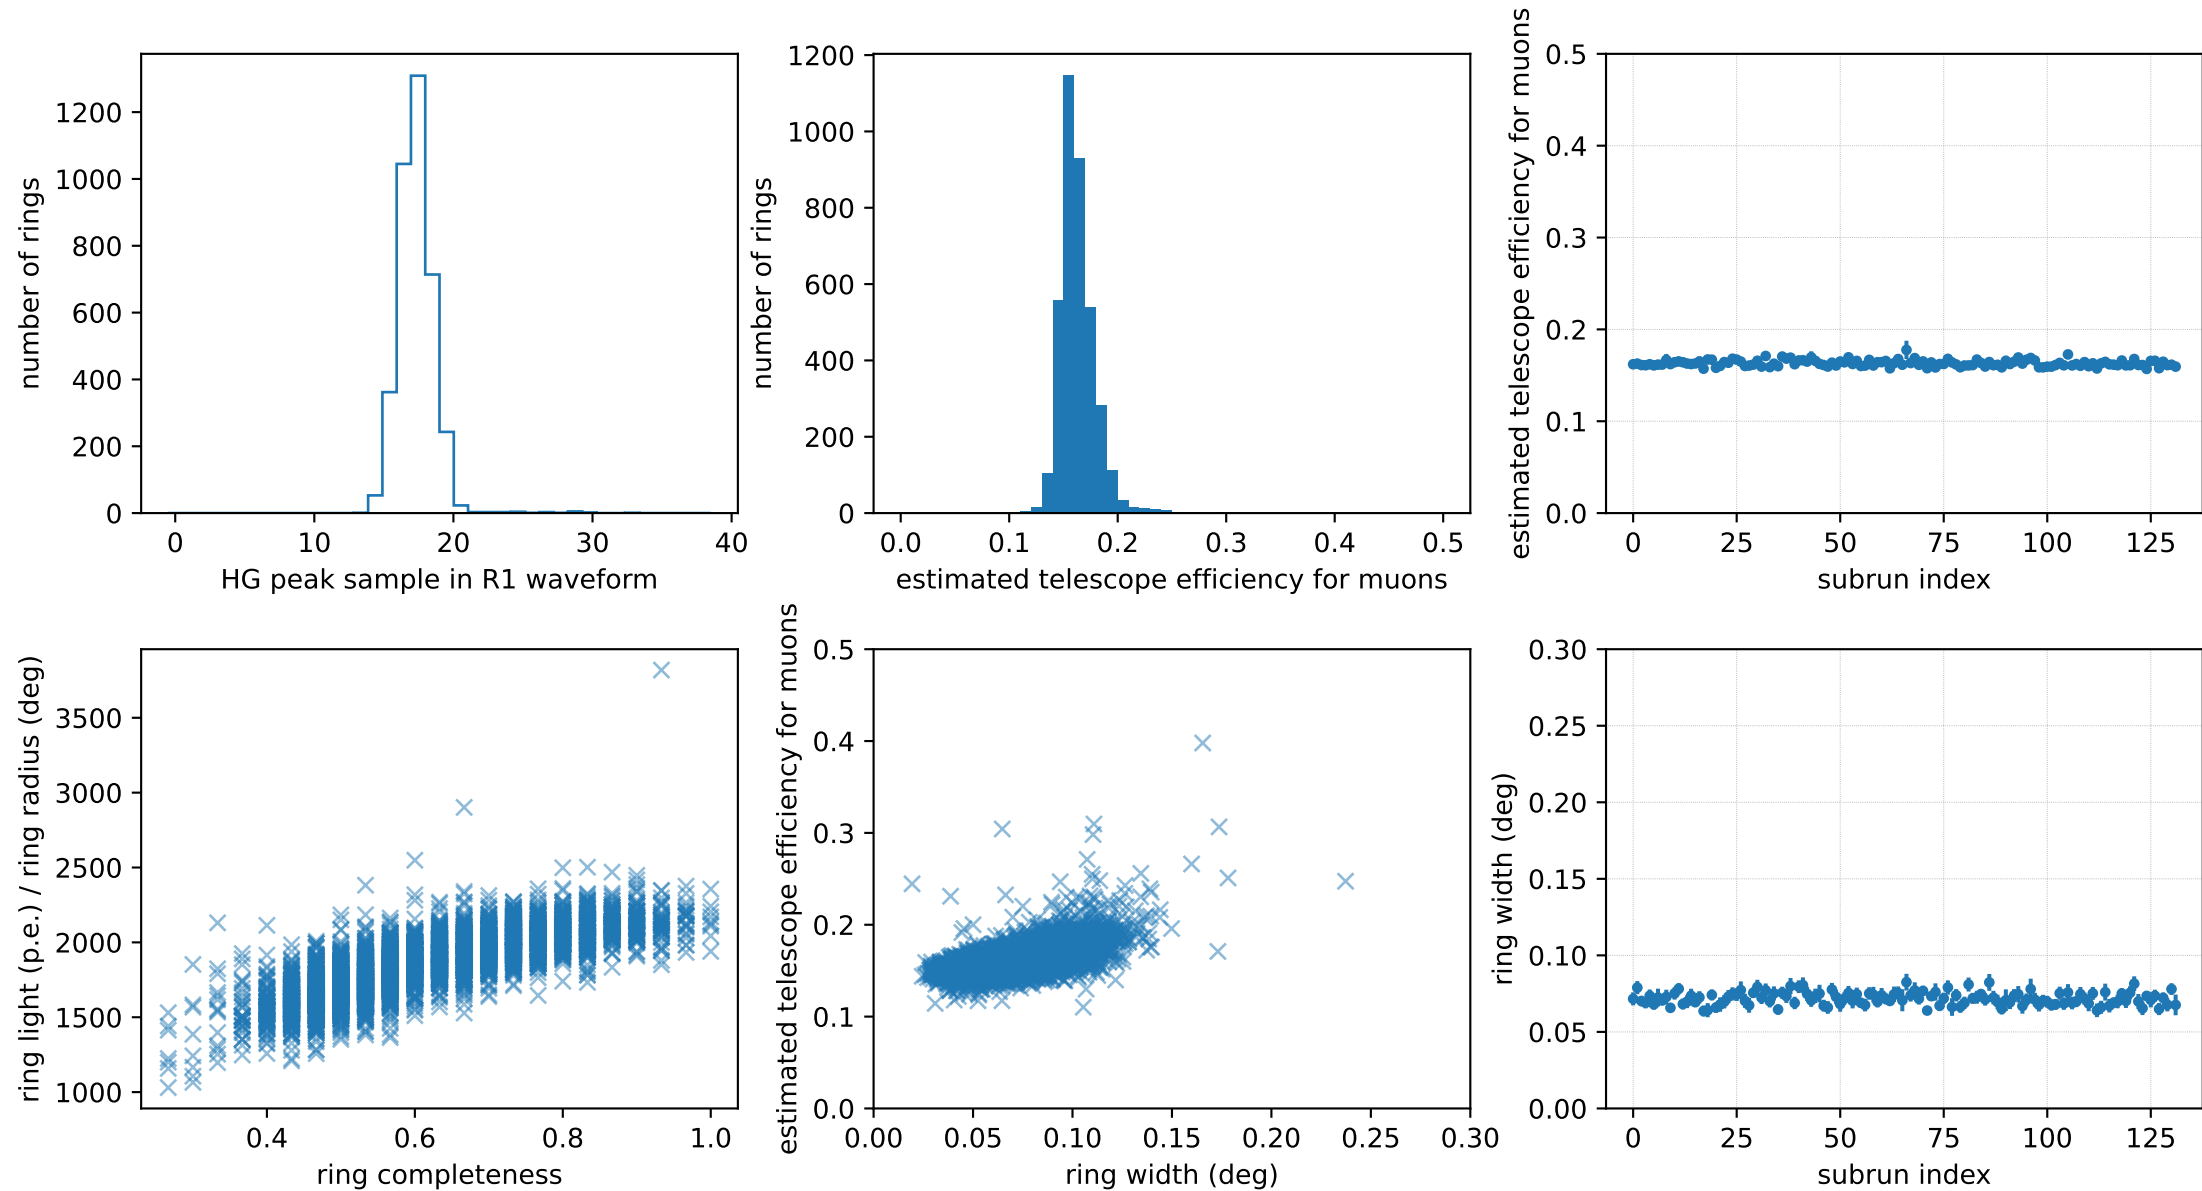 number of rings
1200
1000
800
600
400
200
0
0 10 20 30 40
HG peak sample in R1 waveform
number of rings
1200
1000
800
600
400
200
0
0.0 0.1 0.2 0.3 0.4 0.5
estimated telescope efficiency for muons
estimated telescope efficiency for muons
0.5
0.4
0.3
0.2
0.1
0.0
0 25 50 75 100 125
subrun index
ring light (p.e.) / ring radius (deg)
3500
3000
2500
2000
1500
1000
0.4 0.6 0.8 1.0
ring completeness
estimated telescope efficiency for muons
0.5
0.4
0.3
0.2
0.1
0.0
0.00 0.05 0.10 0.15 0.20 0.25 0.30
ring width (deg)
ring width (deg)
0.30
0.25
0.20
0.15
0.10
0.05
0.00
0 25 50 75 100 125
subrun index